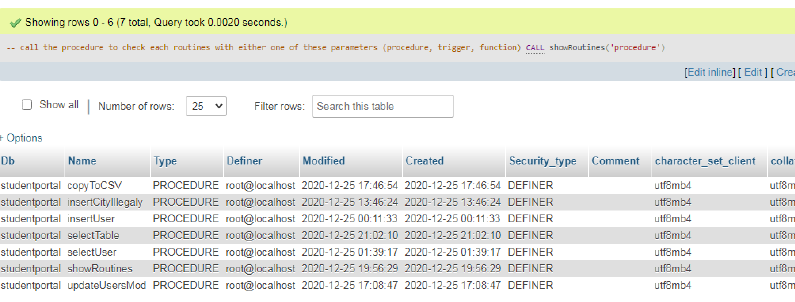 Showing rows 0 - 6 (7 total, Query took 0.0020 seconds.)
-- call the procedure to check each routines with either one of these parameters (procedure, trigger, function) CALL showRoutines('procedure')
[Edit inline] [ Edit ] [ Crea
Show all | Number of rows: 25 Filter rows: Search this table
+ Options
Db Name Type Definer Modified Created Security_type Comment character_set_client colla
studentportal copyToCSV PROCEDURE root@localhost 2020-12-25 17:46:54 2020-12-25 17:46:54 DEFINER utf8mb4 utf8m
studentportal insertCityIllegaly PROCEDURE root@localhost 2020-12-25 13:46:24 2020-12-25 13:46:24 DEFINER utf8mb4 utf8m
studentportal insertUser PROCEDURE root@localhost 2020-12-25 00:11:33 2020-12-25 00:11:33 DEFINER utf8mb4 utf8m
studentportal selectTable PROCEDURE root@localhost 2020-12-25 21:02:10 2020-12-25 21:02:10 DEFINER utf8mb4 utf8m
studentportal selectUser PROCEDURE root@localhost 2020-12-25 01:39:17 2020-12-25 01:39:17 DEFINER utf8mb4 utf8m
studentportal showRoutines PROCEDURE root@localhost 2020-12-25 19:56:29 2020-12-25 19:56:29 DEFINER utf8mb4 utf8m
studentportal updateUsersMod PROCEDURE root@localhost 2020-12-25 17:08:47 2020-12-25 17:08:47 DEFINER utf8mb4 utf8m